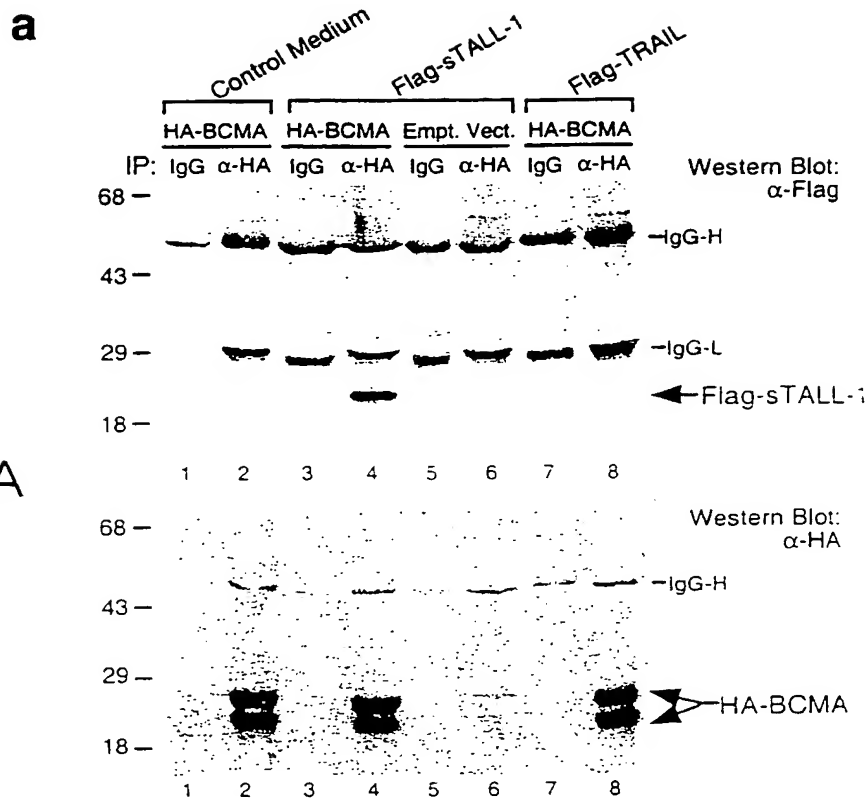 a
Control Medium
Flag-sTALL-1
Flag-TRAIL
HA-BCMA HA-BCMA Empt. Vect. HA-BCMA
IP: IgG α-HA IgG α-HA IgG α-HA IgG α-HA
Western Blot:
α-Flag
68
IgG-H
43
29
IgG-L
Flag-sTALL-1
18
1 2 3 4 5 6 7 8
A
68
Western Blot:
α-HA
IgG-H
43
29
HA-BCMA
18
1 2 3 4 5 6 7 8